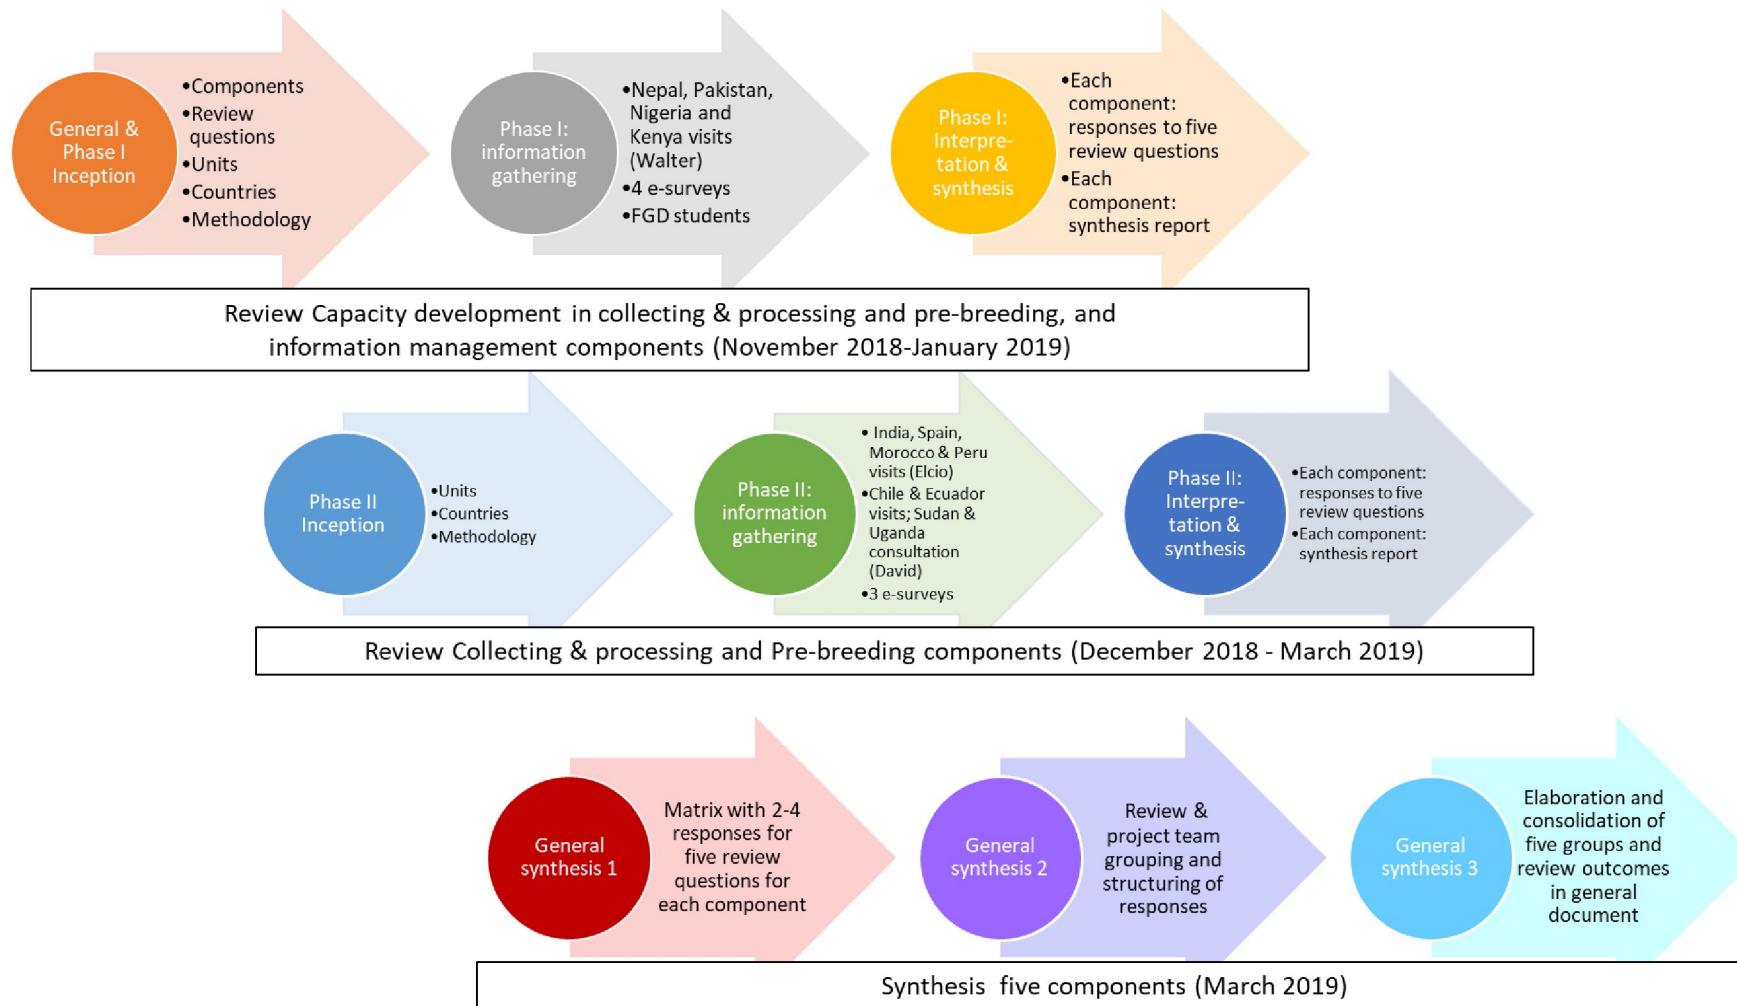 General &
Phase I
Inception
•Components
•Review
questions
•Units
•Countries
•Methodology
Phase I:
information
gathering
•Nepal, Pakistan,
Nigeria and
Kenya visits
(Walter)
•4 e-surveys
•FGD students
Phase I:
Interpre-
tation &
synthesis
•Each
component:
responses to five
review questions
•Each
component:
synthesis report
Review Capacity development in collecting & processing and pre-breeding, and
information management components (November 2018-January 2019)
Phase II
Inception
•Units
•Countries
•Methodology
Phase II:
information
gathering
• India, Spain,
Morocco & Peru
visits (Elcio)
•Chile & Ecuador
visits; Sudan &
Uganda
consultation
(David)
•3 e-surveys
Phase II:
Interpre-
tation &
synthesis
•Each component:
responses to five
review questions
•Each component:
synthesis report
Review Collecting & processing and Pre-breeding components (December 2018 - March 2019)
General
synthesis 1
Matrix with 2-4
responses for
five review
questions for
each component
General
synthesis 2
Review &
project team
grouping and
structuring of
responses
General
synthesis 3
Elaboration and
consolidation of
five groups and
review outcomes
in general
document
Synthesis five components (March 2019)